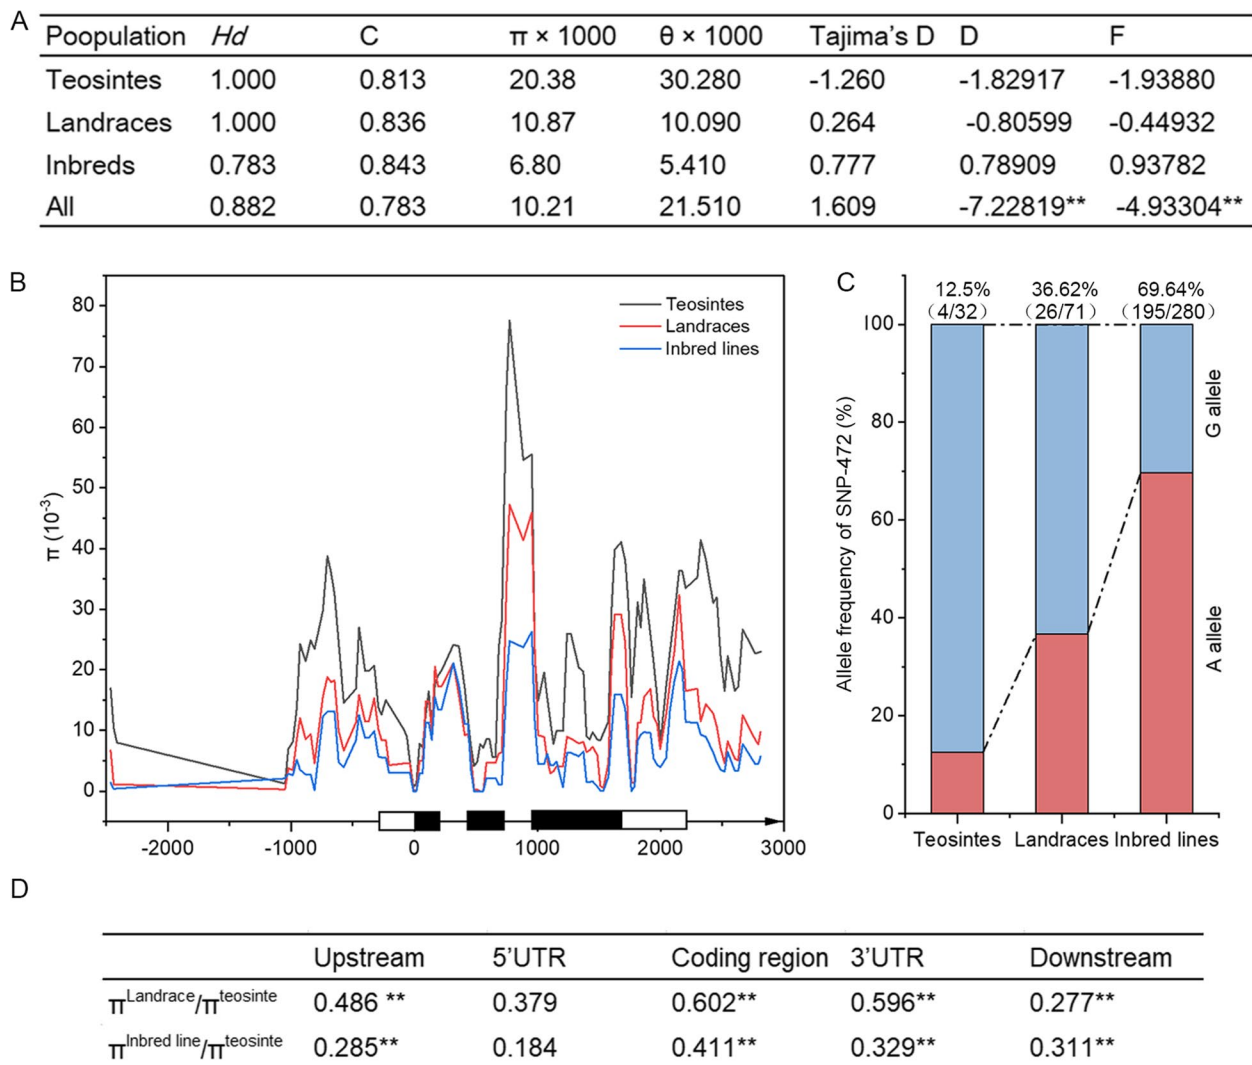 A
Poopulation Hd C π × 1000 θ × 1000 Tajima's D D F
Teosintes 1.000 0.813 20.38 30.280 -1.260 -1.82917 -1.93880
Landraces 1.000 0.836 10.87 10.090 0.264 -0.80599 -0.44932
Inbreds 0.783 0.843 6.80 5.410 0.777 0.78909 0.93782
All 0.882 0.783 10.21 21.510 1.609 -7.22819** -4.93304**
B
π (10⁻³)
80
70
60
50
40
30
20
10
0
Teosintes
Landraces
Inbred lines
-2000 -1000 0 1000 2000 3000
C
12.5% 36.62% 69.64%
（4/32） （26/71） （195/280）
Allele frequency of SNP-472 (%)
100
80
60
40
20
0
G allele
A allele
Teosintes Landraces Inbred lines
D
Upstream 5'UTR Coding region 3'UTR Downstream
π^Landrace/π^teosinte 0.486 ** 0.379 0.602** 0.596** 0.277**
π^Inbred line/π^teosinte 0.285** 0.184 0.411** 0.329** 0.311**